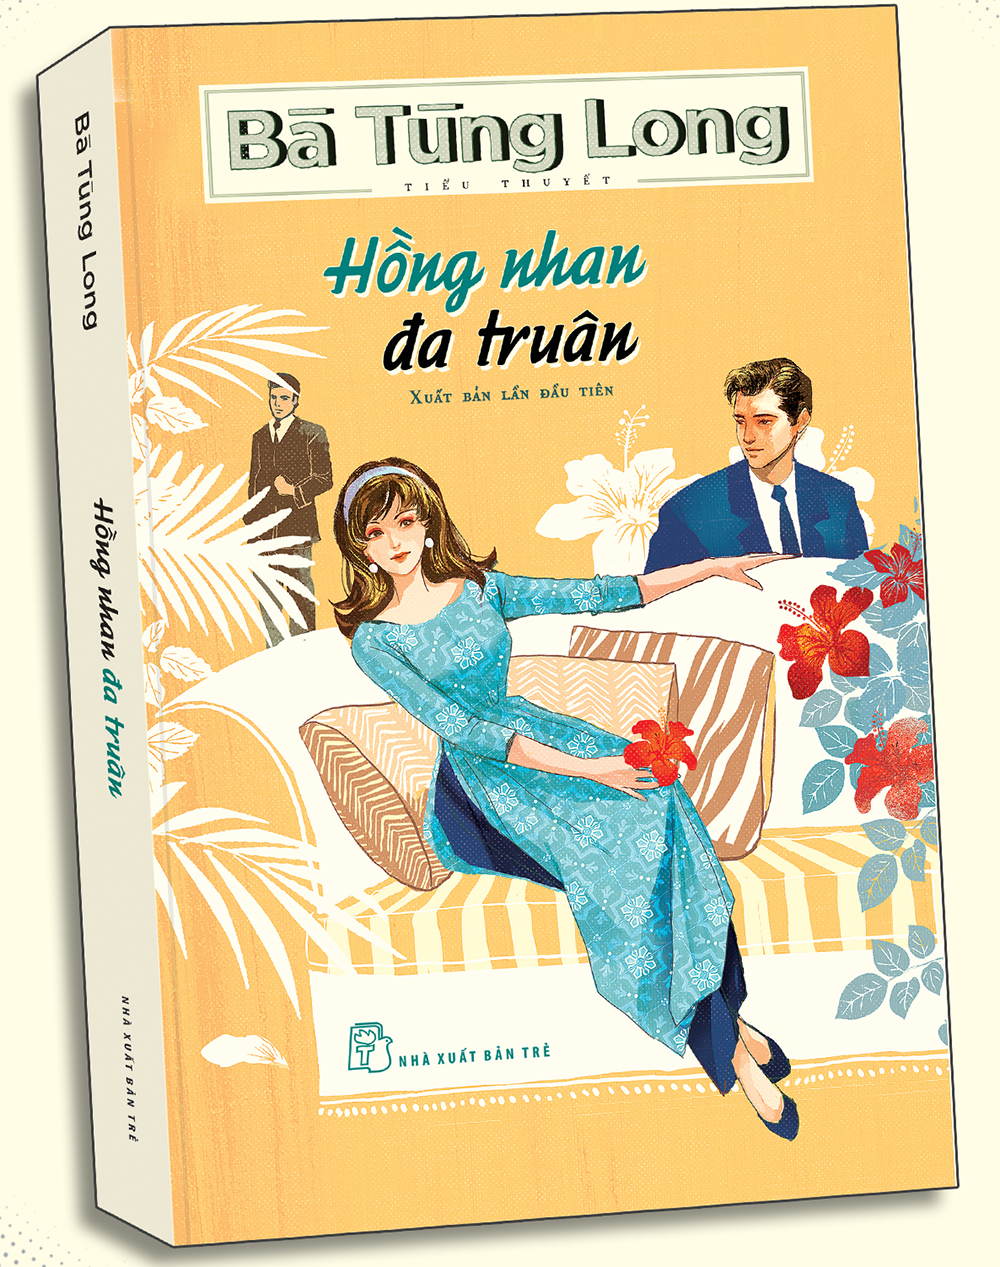 Bà Tùng Long
TIỂU THUYẾT
Hồng nhan
đa truân
XUẤT BẢN LẦN ĐẦU TIÊN
T
NHÀ XUẤT BẢN TRẺ
Bà Tùng Long
Hồng nhan đa truân
NHÀ XUẤT BẢN TRẺ